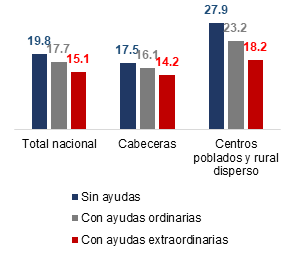 19.8 17.7 15.1
17.5 16.1 14.2
27.9 23.2 18.2
Total nacional
Cabeceras
Centros
poblados y rural
disperso
Sin ayudas
Con ayudas ordinarias
Con ayudas extraordinarias